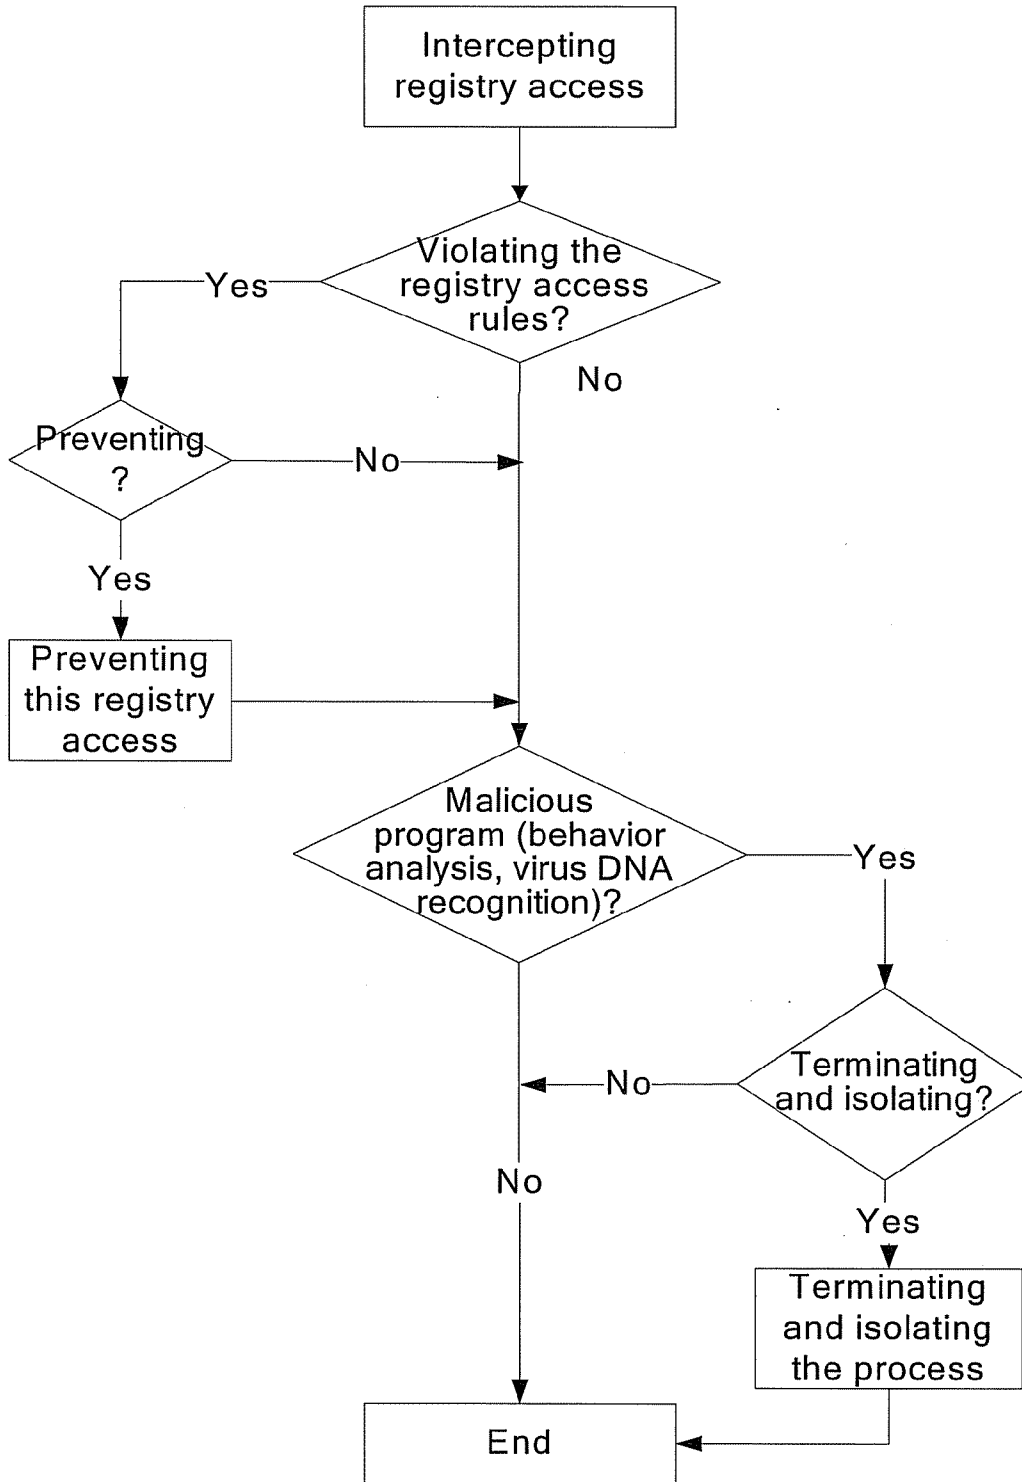 Intercepting
registry access
Violating the
registry access
rules?
Yes
No
Preventing
?
No
Yes
Preventing
this registry
access
Malicious
program (behavior
analysis, virus DNA
recognition)?
Yes
Terminating
and isolating?
No
No
Yes
Terminating
and isolating
the process
End